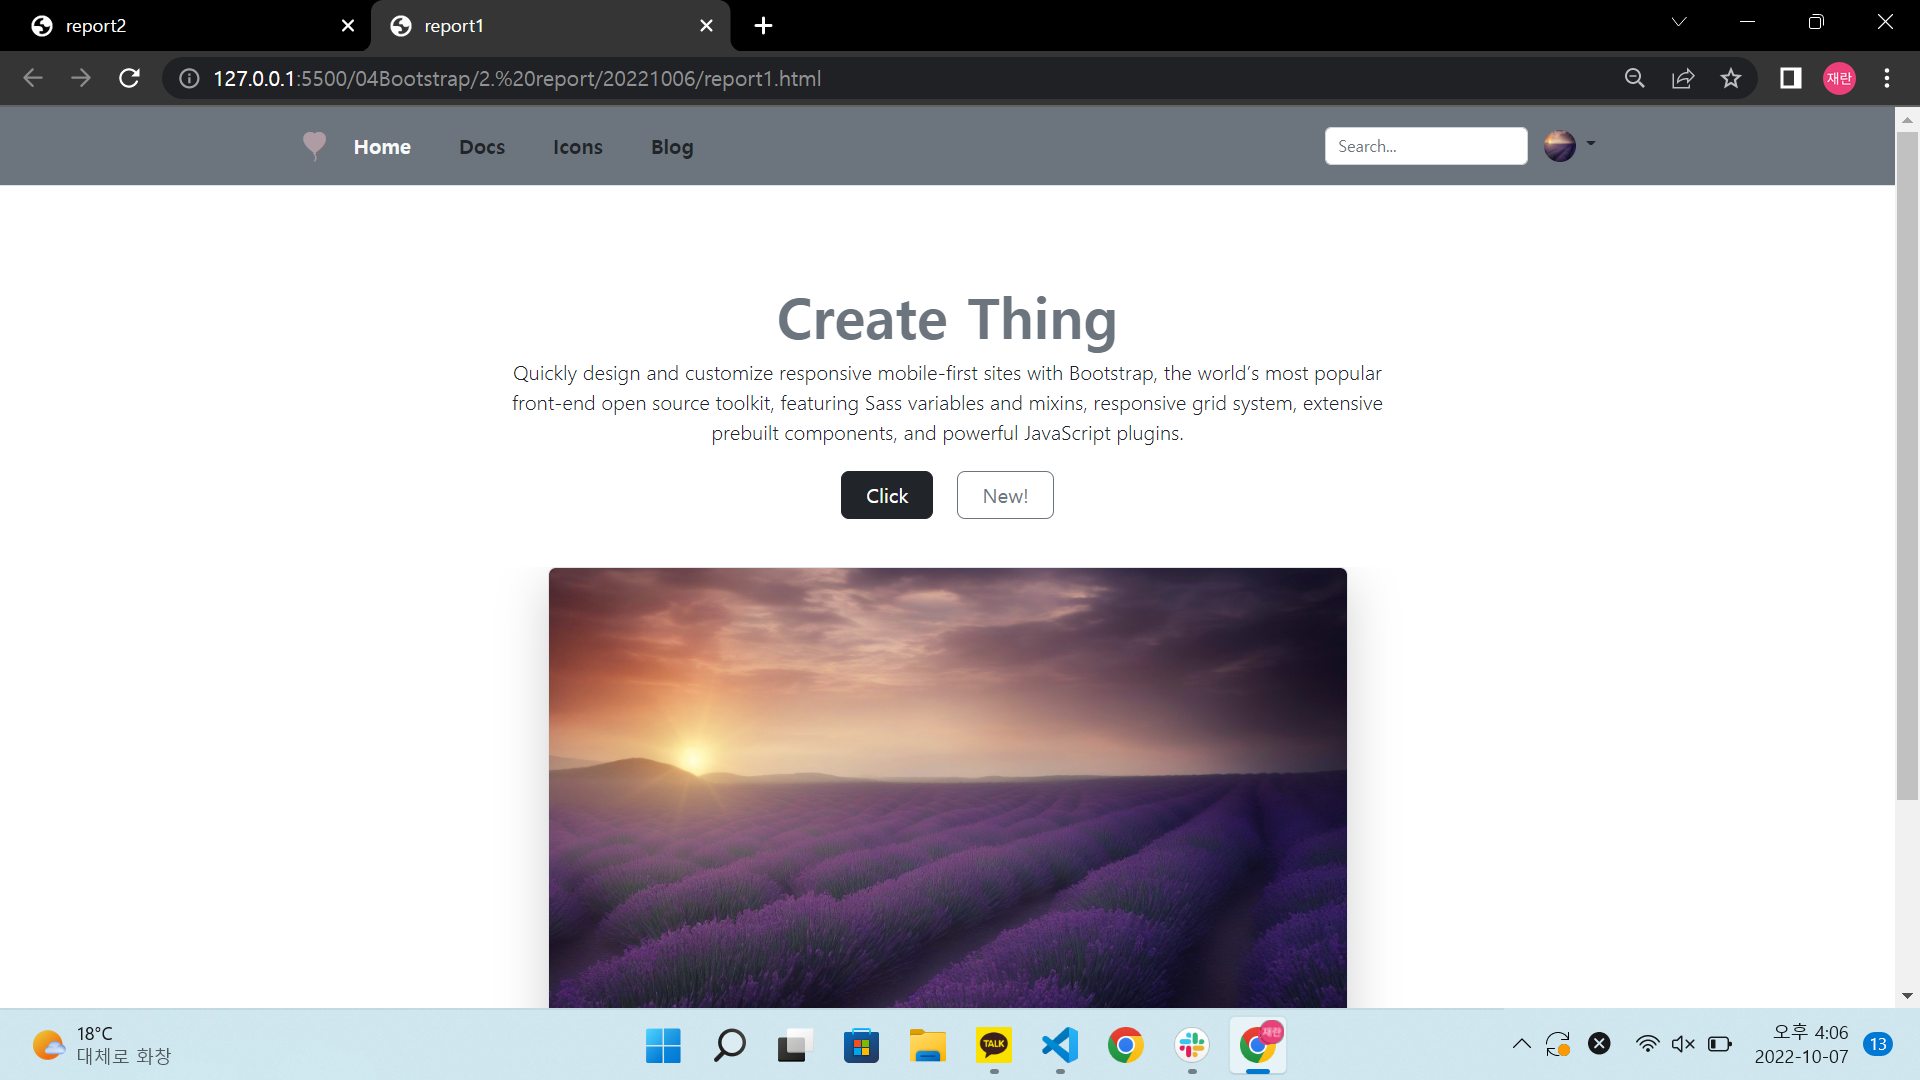 report2
report1
127.0.0.1:5500/04Bootstrap/2.%20report/20221006/report1.html
재란
Home Docs Icons Blog
Search...
Create Thing
Quickly design and customize responsive mobile-first sites with Bootstrap, the world’s most popular
front-end open source toolkit, featuring Sass variables and mixins, responsive grid system, extensive
prebuilt components, and powerful JavaScript plugins.
Click
New!
18°C
대체로 화창
TALK
재란
오후 4:06
2022-10-07
13